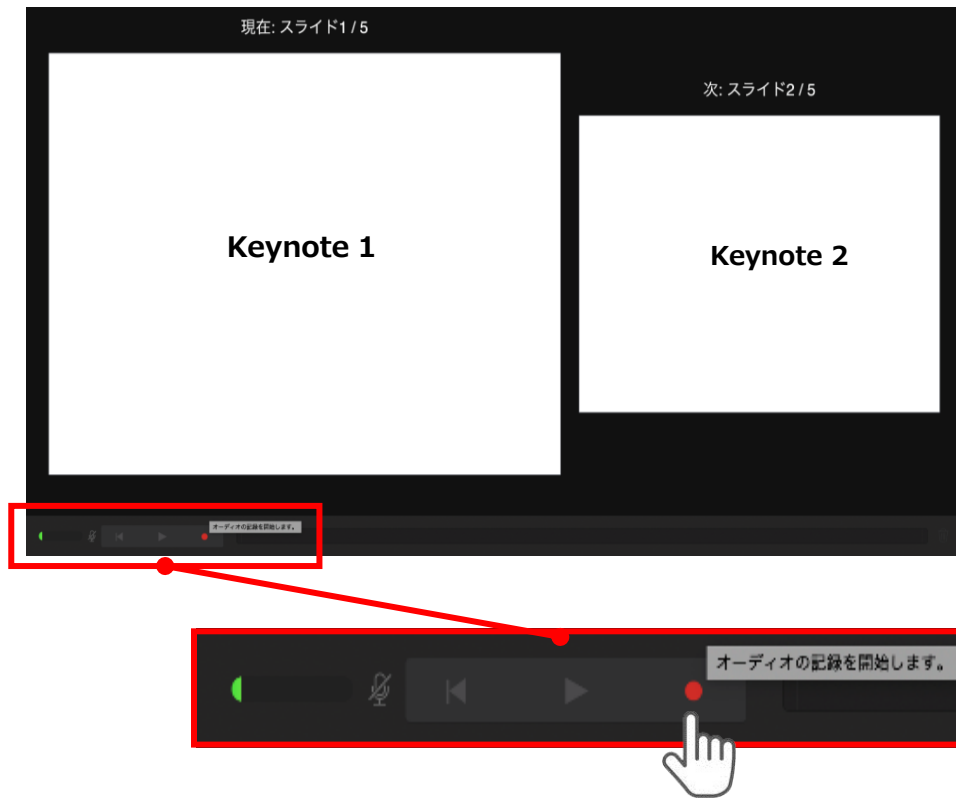 現在: スライド1 / 5
次: スライド2 / 5
Keynote 1
Keynote 2
オーディオの記録を開始します。
オーディオの記録を開始します。